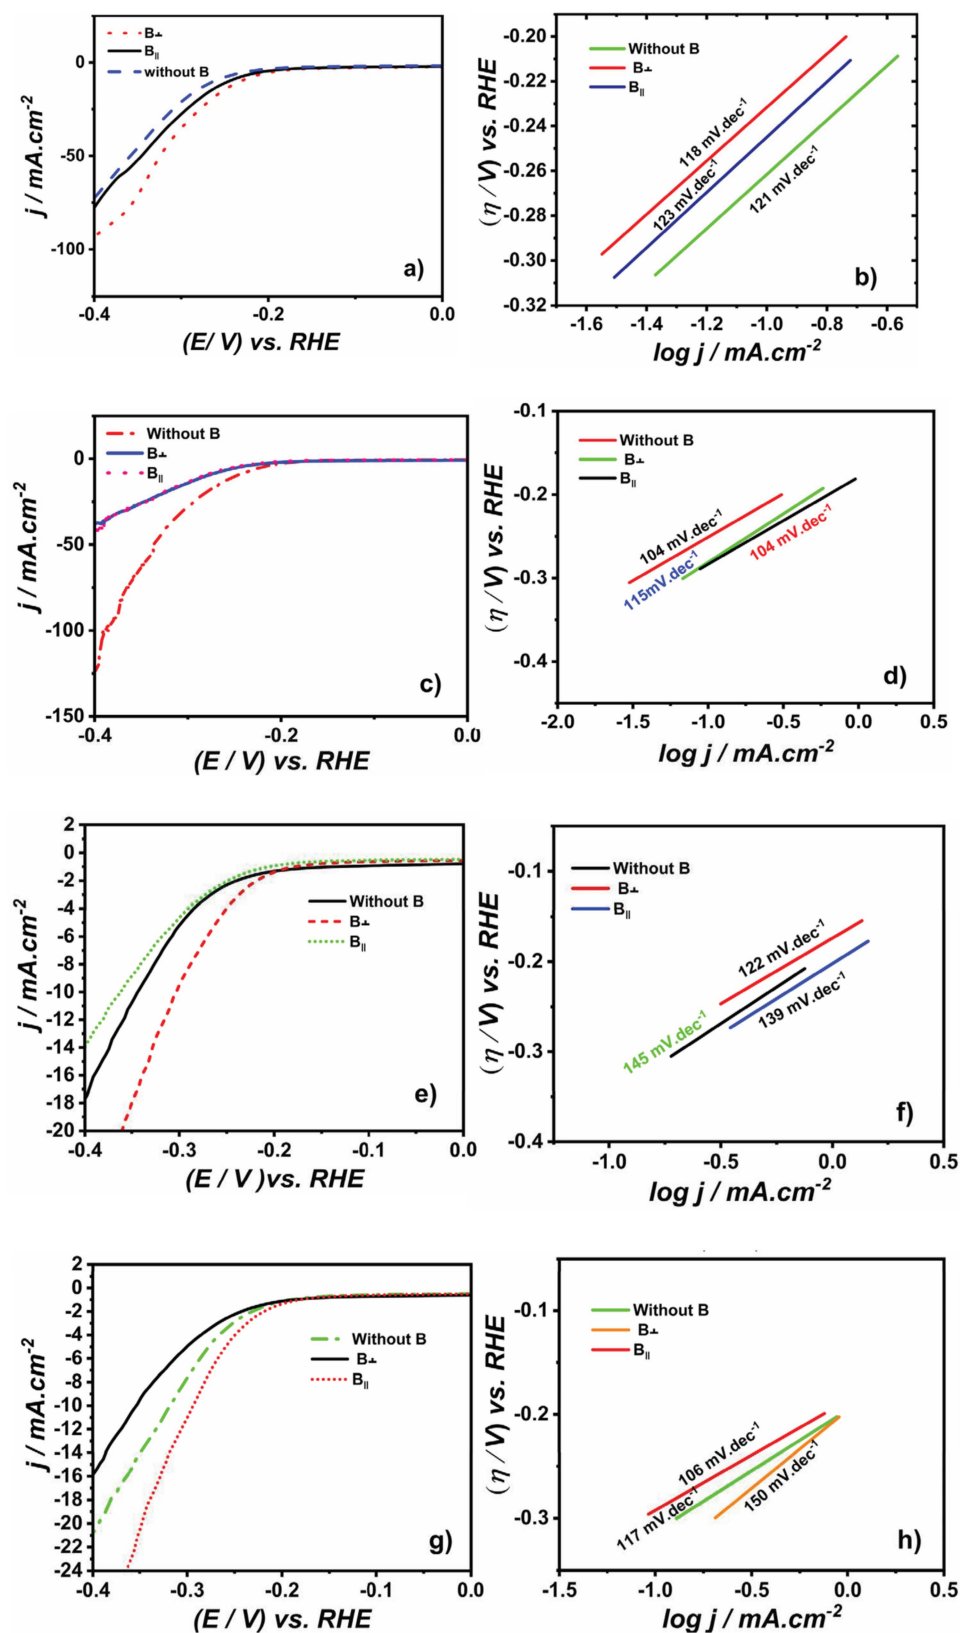 B⊥
B||
without B
0
-50
-100
-0.4
-0.2
0.0
j / mA.cm-2
(E/ V) vs. RHE
a)
Without B
B⊥
B||
-0.20
-0.22
-0.24
-0.26
-0.28
-0.30
-0.32
-1.6
-1.4
-1.2
-1.0
-0.8
-0.6
118 mV.dec-1
123 mV.dec-1
121 mV.dec-1
(η/V) vs. RHE
log j / mA.cm-2
b)
Without B
B⊥
B||
0
-50
-100
-150
-0.4
-0.2
0.0
j / mA.cm-2
(E / V) vs. RHE
c)
Without B
B⊥
B||
-0.1
-0.2
-0.3
-0.4
-2.0
-1.5
-1.0
-0.5
0.0
0.5
104 mV.dec-1
115mV.dec-1
104 mV.dec-1
(η/V) vs. RHE
log j / mA.cm-2
d)
2
0
-2
-4
-6
-8
-10
-12
-14
-16
-18
-20
-0.4
-0.3
-0.2
-0.1
0.0
Without B
B⊥
B||
j / mA.cm-2
(E / V )vs. RHE
e)
Without B
B⊥
B||
-0.1
-0.2
-0.3
-0.4
-1.0
-0.5
0.0
0.5
122 mV.dec-1
139 mV.dec-1
145 mV.dec-1
(η/V) vs. RHE
log j / mA.cm-2
f)
2
0
-2
-4
-6
-8
-10
-12
-14
-16
-18
-20
-22
-24
-0.4
-0.3
-0.2
-0.1
0.0
Without B
B⊥
B||
j / mA.cm-2
(E / V) vs. RHE
g)
Without B
B⊥
B||
-0.1
-0.2
-0.3
-1.5
-1.0
-0.5
0.0
0.5
106 mV.dec-1
117 mV.dec-1
150 mV.dec-1
(η/V) vs. RHE
log j / mA.cm-2
h)